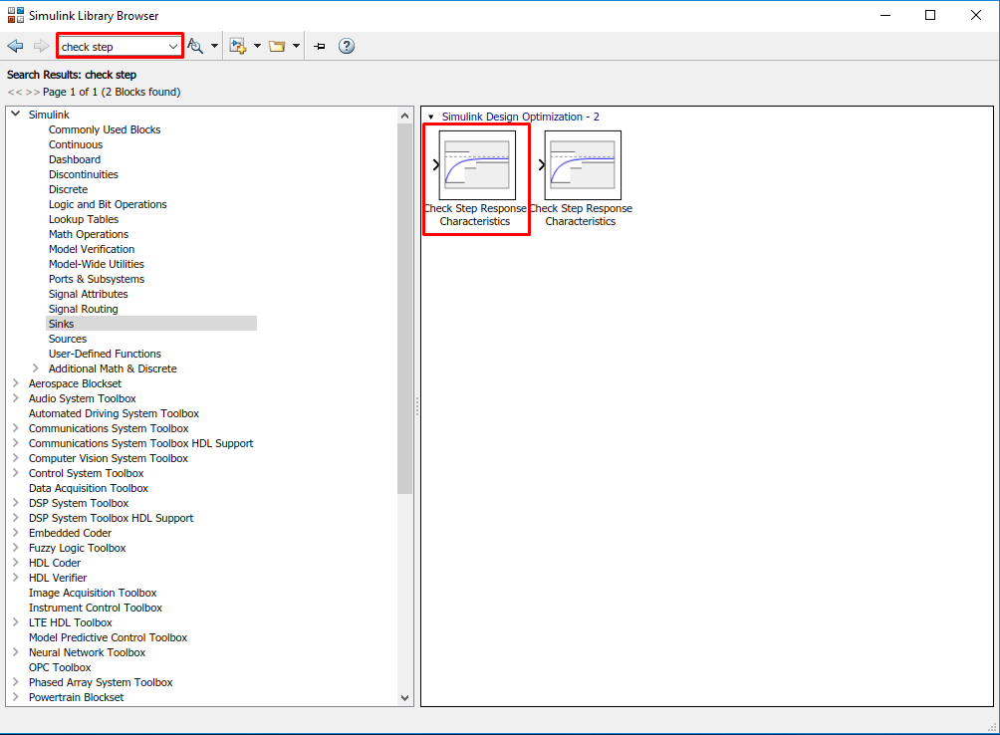 Simulink Library Browser
check step
Search Results: check step
<< >> Page 1 of 1 (2 Blocks found)
Simulink
Commonly Used Blocks
Continuous
Dashboard
Discontinuities
Discrete
Logic and Bit Operations
Lookup Tables
Math Operations
Model Verification
Model-Wide Utilities
Ports & Subsystems
Signal Attributes
Signal Routing
Sinks
Sources
User-Defined Functions
Additional Math & Discrete
Aerospace Blockset
Audio System Toolbox
Automated Driving System Toolbox
Communications System Toolbox
Communications System Toolbox HDL Support
Computer Vision System Toolbox
Control System Toolbox
Data Acquisition Toolbox
DSP System Toolbox
DSP System Toolbox HDL Support
Embedded Coder
Fuzzy Logic Toolbox
HDL Coder
HDL Verifier
Image Acquisition Toolbox
Instrument Control Toolbox
LTE HDL Toolbox
Model Predictive Control Toolbox
Neural Network Toolbox
OPC Toolbox
Phased Array System Toolbox
Powertrain Blockset
Simulink Design Optimization - 2
Check Step Response
Characteristics
Check Step Response
Characteristics